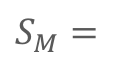 S_M =